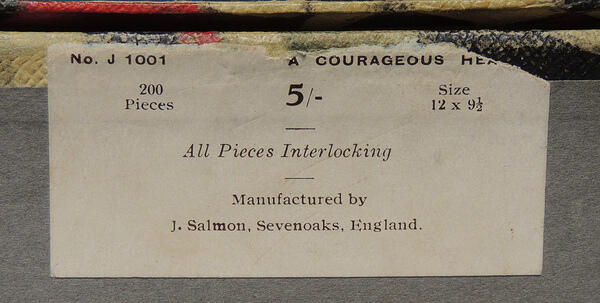 No. J 1001 A COURAGEOUS
200 Pieces 5/- Size 12 x 9½
All Pieces Interlocking
Manufactured by
J. Salmon, Sevenoaks, England.